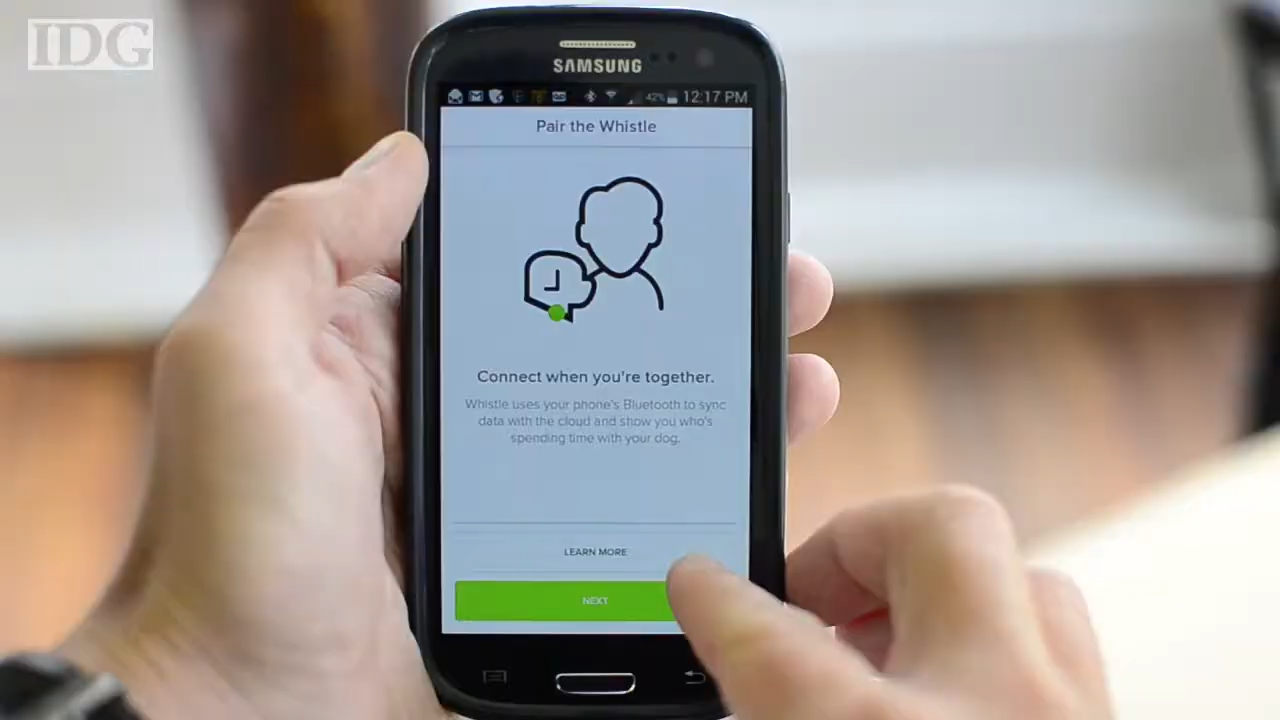 IDG
SAMSUNG
42% 12:17 PM
Pair the Whistle
Connect when you're together.
Whistle uses your phone's Bluetooth to sync
data with the cloud and show you who's
spending time with your dog.
LEARN MORE
NEXT